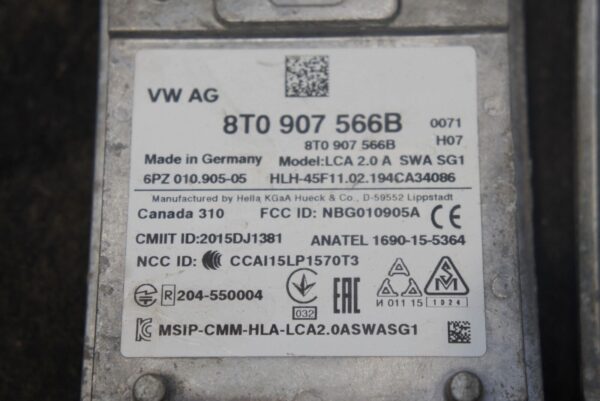 VW AG
8T0 907 566B 0071
8T0 907 566B H07
Made in Germany Model:LCA 2.0 A SWA SG1
6PZ 010.905-05 HLH-45F11.02.194CA34086
Manufactured by Hella KGaA Hueck & Co., D-59552 Lippstadt
Canada 310 FCC ID: NBG010905A CE
CMIIT ID:2015DJ1381 ANATEL 1690-15-5364
NCC ID: CCAI15LP1570T3
R 204-550004 032 EAC И 011 15 1024
MSIP-CMM-HLA-LCA2.0ASWASG1